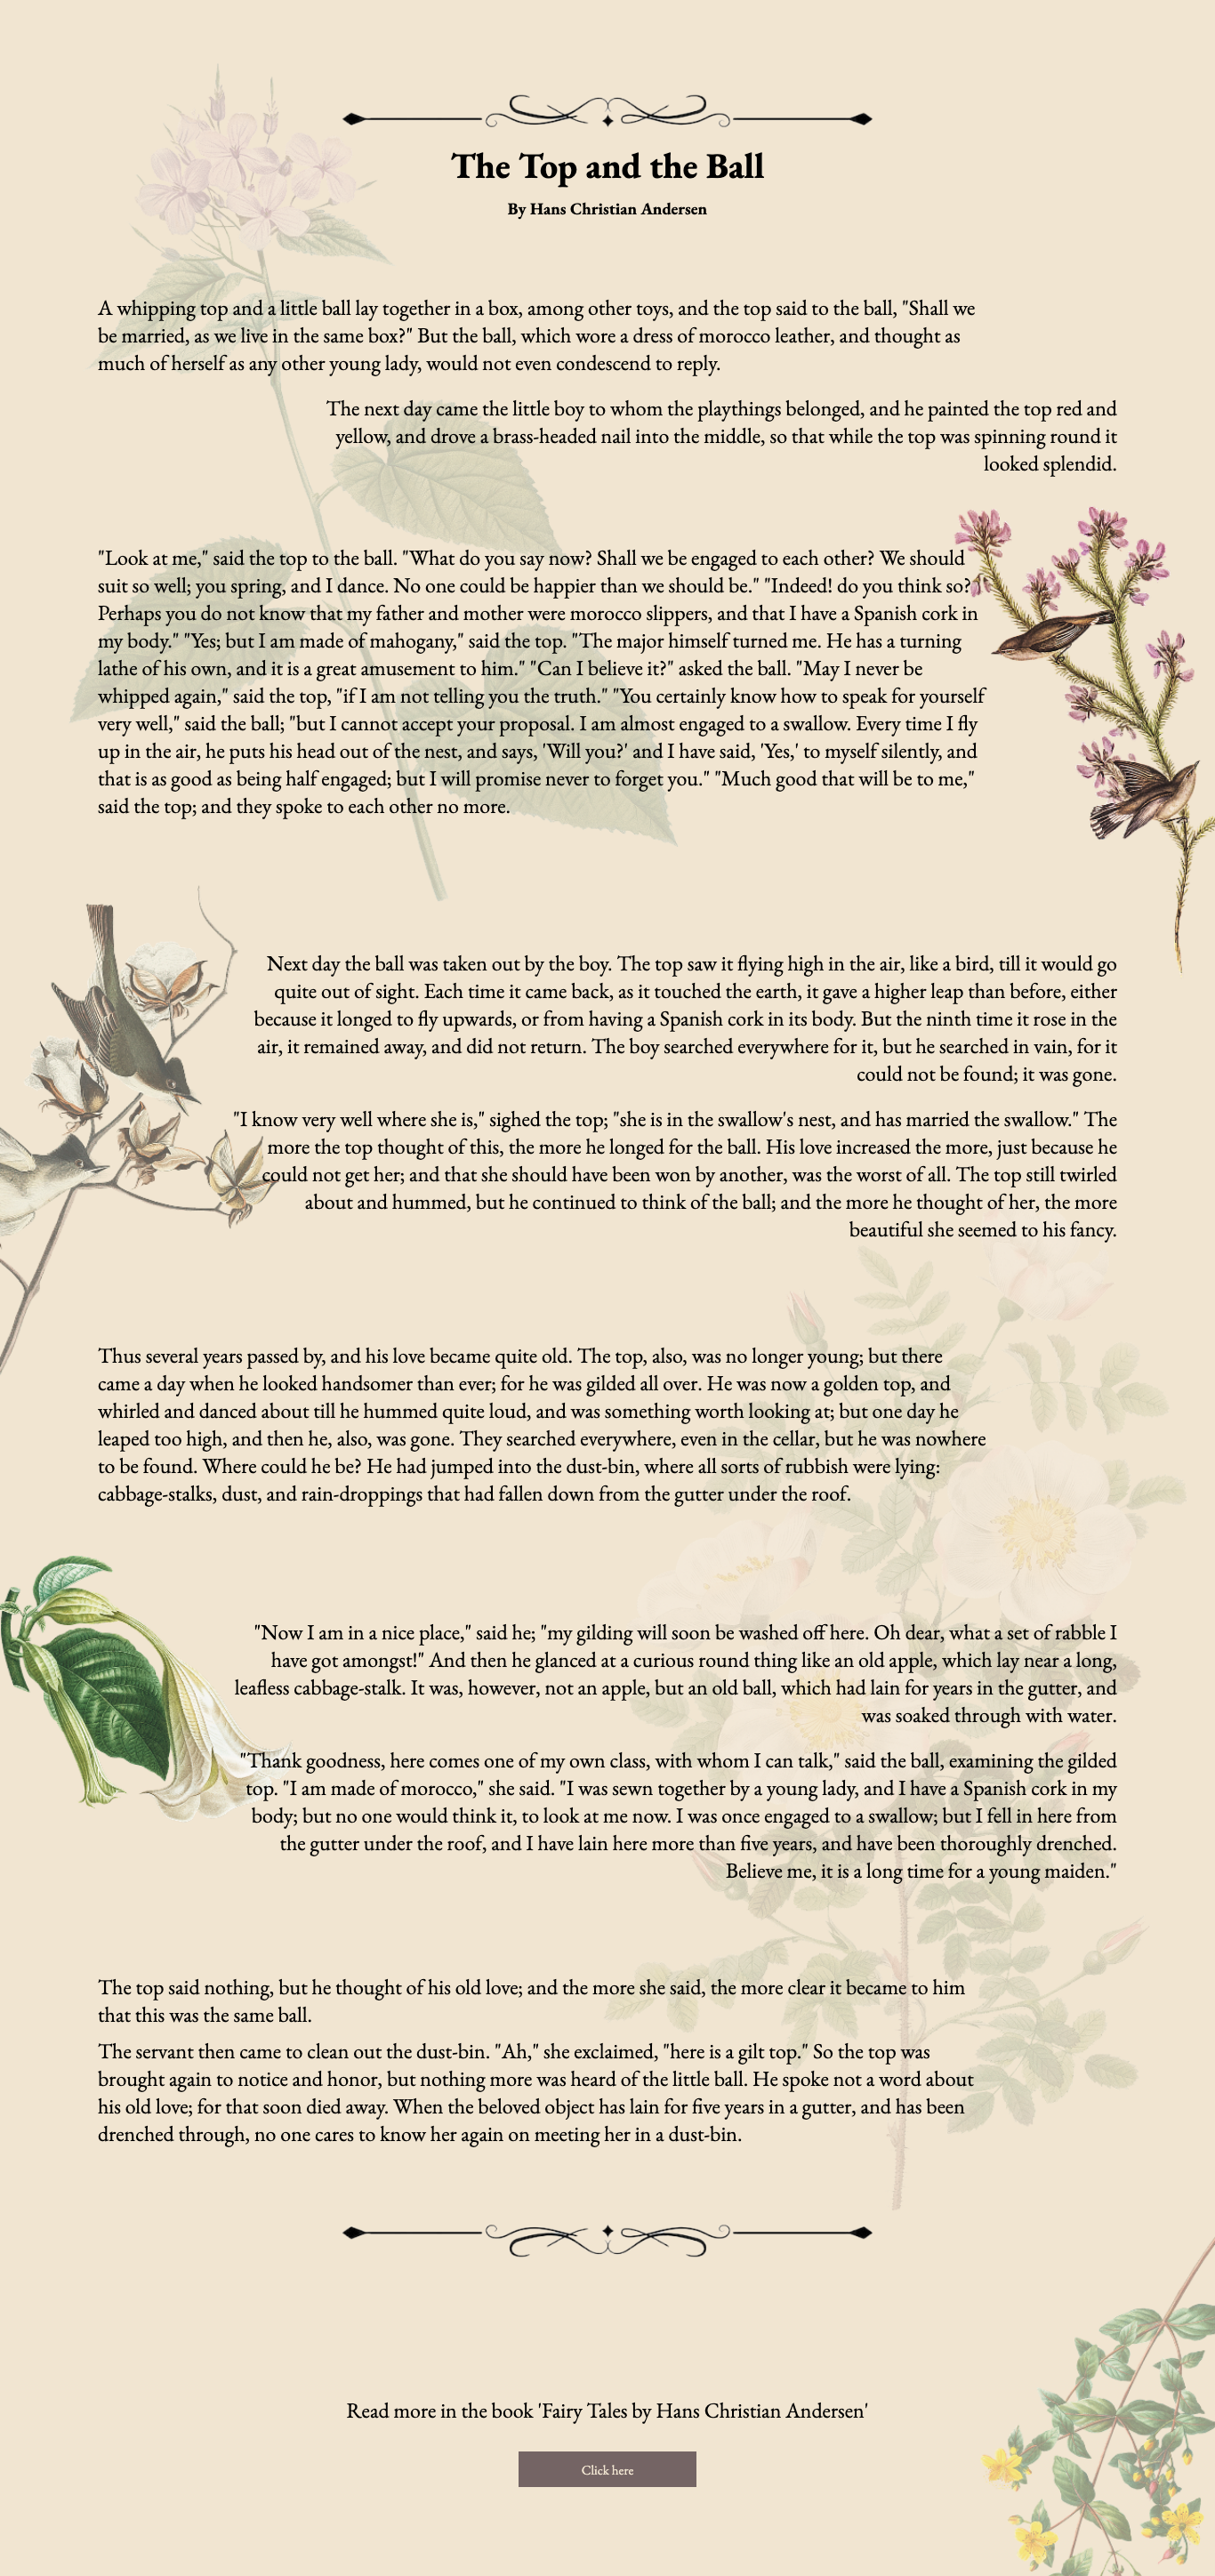 The Top and the Ball
By Hans Christian Andersen
A whipping top and a little ball lay together in a box, among other toys, and the top said to the ball, "Shall we
be married, as we live in the same box?" But the ball, which wore a dress of morocco leather, and thought as
much of herself as any other young lady, would not even condescend to reply.
The next day came the little boy to whom the playthings belonged, and he painted the top red and
yellow, and drove a brass-headed nail into the middle, so that while the top was spinning round it
looked splendid.
"Look at me," said the top to the ball. "What do you say now? Shall we be engaged to each other? We should
suit so well; you spring, and I dance. No one could be happier than we should be." "Indeed! do you think so?
Perhaps you do not know that my father and mother were morocco slippers, and that I have a Spanish cork in
my body." "Yes; but I am made of mahogany," said the top. "The major himself turned me. He has a turning
lathe of his own, and it is a great amusement to him." "Can I believe it?" asked the ball. "May I never be
whipped again," said the top, "if I am not telling you the truth." "You certainly know how to speak for yourself
very well," said the ball; "but I cannot accept your proposal. I am almost engaged to a swallow. Every time I fly
up in the air, he puts his head out of the nest, and says, 'Will you?' and I have said, 'Yes,' to myself silently, and
that is as good as being half engaged; but I will promise never to forget you." "Much good that will be to me,"
said the top; and they spoke to each other no more.
Next day the ball was taken out by the boy. The top saw it flying high in the air, like a bird, till it would go
quite out of sight. Each time it came back, as it touched the earth, it gave a higher leap than before, either
because it longed to fly upwards, or from having a Spanish cork in its body. But the ninth time it rose in the
air, it remained away, and did not return. The boy searched everywhere for it, but he searched in vain, for it
could not be found; it was gone.
"I know very well where she is," sighed the top; "she is in the swallow's nest, and has married the swallow." The
more the top thought of this, the more he longed for the ball. His love increased the more, just because he
could not get her; and that she should have been won by another, was the worst of all. The top still twirled
about and hummed, but he continued to think of the ball; and the more he thought of her, the more
beautiful she seemed to his fancy.
Thus several years passed by, and his love became quite old. The top, also, was no longer young; but there
came a day when he looked handsomer than ever; for he was gilded all over. He was now a golden top, and
whirled and danced about till he hummed quite loud, and was something worth looking at; but one day he
leaped too high, and then he, also, was gone. They searched everywhere, even in the cellar, but he was nowhere
to be found. Where could he be? He had jumped into the dust-bin, where all sorts of rubbish were lying:
cabbage-stalks, dust, and rain-droppings that had fallen down from the gutter under the roof.
"Now I am in a nice place," said he; "my gilding will soon be washed off here. Oh dear, what a set of rabble I
have got amongst!" And then he glanced at a curious round thing like an old apple, which lay near a long,
leafless cabbage-stalk. It was, however, not an apple, but an old ball, which had lain for years in the gutter, and
was soaked through with water.
"Thank goodness, here comes one of my own class, with whom I can talk," said the ball, examining the gilded
top. "I am made of morocco," she said. "I was sewn together by a young lady, and I have a Spanish cork in my
body; but no one would think it, to look at me now. I was once engaged to a swallow; but I fell in here from
the gutter under the roof, and I have lain here more than five years, and have been thoroughly drenched.
Believe me, it is a long time for a young maiden."
The top said nothing, but he thought of his old love; and the more she said, the more clear it became to him
that this was the same ball.
The servant then came to clean out the dust-bin. "Ah," she exclaimed, "here is a gilt top." So the top was
brought again to notice and honor, but nothing more was heard of the little ball. He spoke not a word about
his old love; for that soon died away. When the beloved object has lain for five years in a gutter, and has been
drenched through, no one cares to know her again on meeting her in a dust-bin.
Read more in the book 'Fairy Tales by Hans Christian Andersen'
Click here